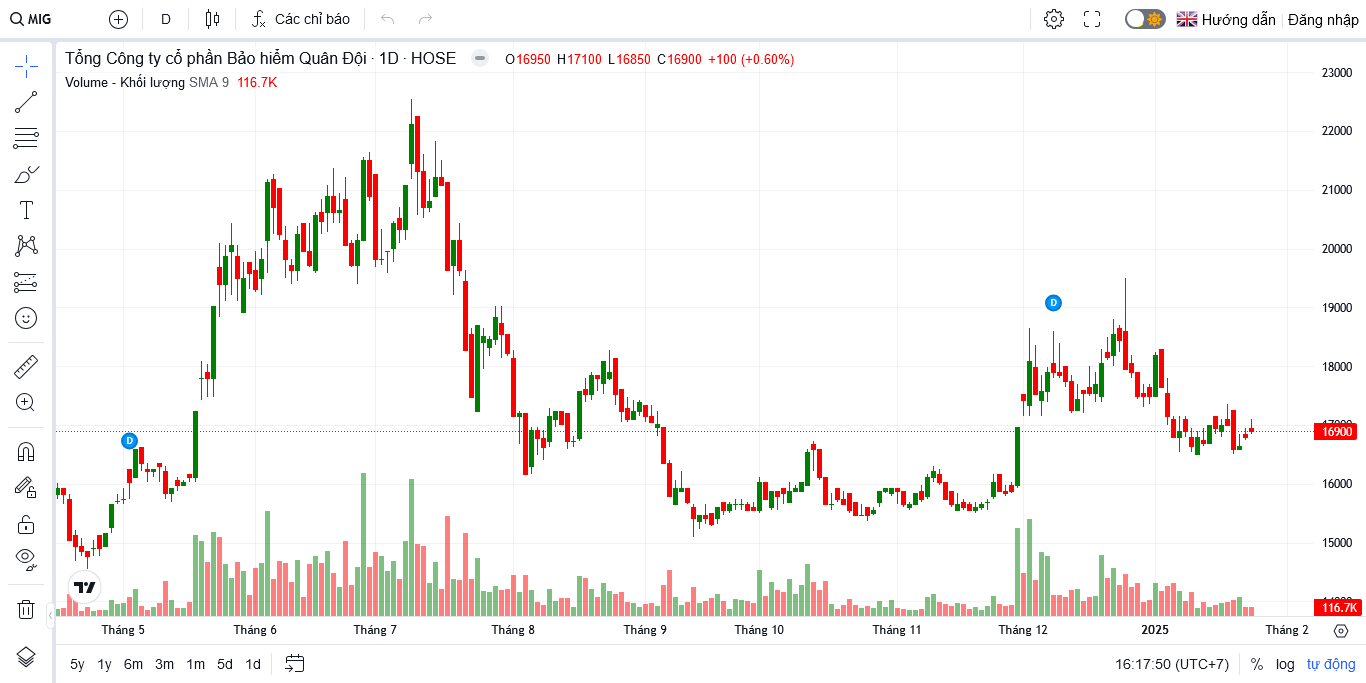 MIG D Các chỉ báo Hướng dẫn Đăng nhập
Tổng Công ty cổ phần Bảo hiểm Quân Đội · 1D · HOSE O16950 H17100 L16850 C16900 +100 (+0.60%)
Volume - Khối lượng SMA 9 116.7K
23000
22000
21000
20000
19000
D
18000
16900
D
16000
15000
116.7K
Tháng 5 Tháng 6 Tháng 7 Tháng 8 Tháng 9 Tháng 10 Tháng 11 Tháng 12 2025 Tháng 2
5y 1y 6m 3m 1m 5d 1d 16:17:50 (UTC+7) % log tự động